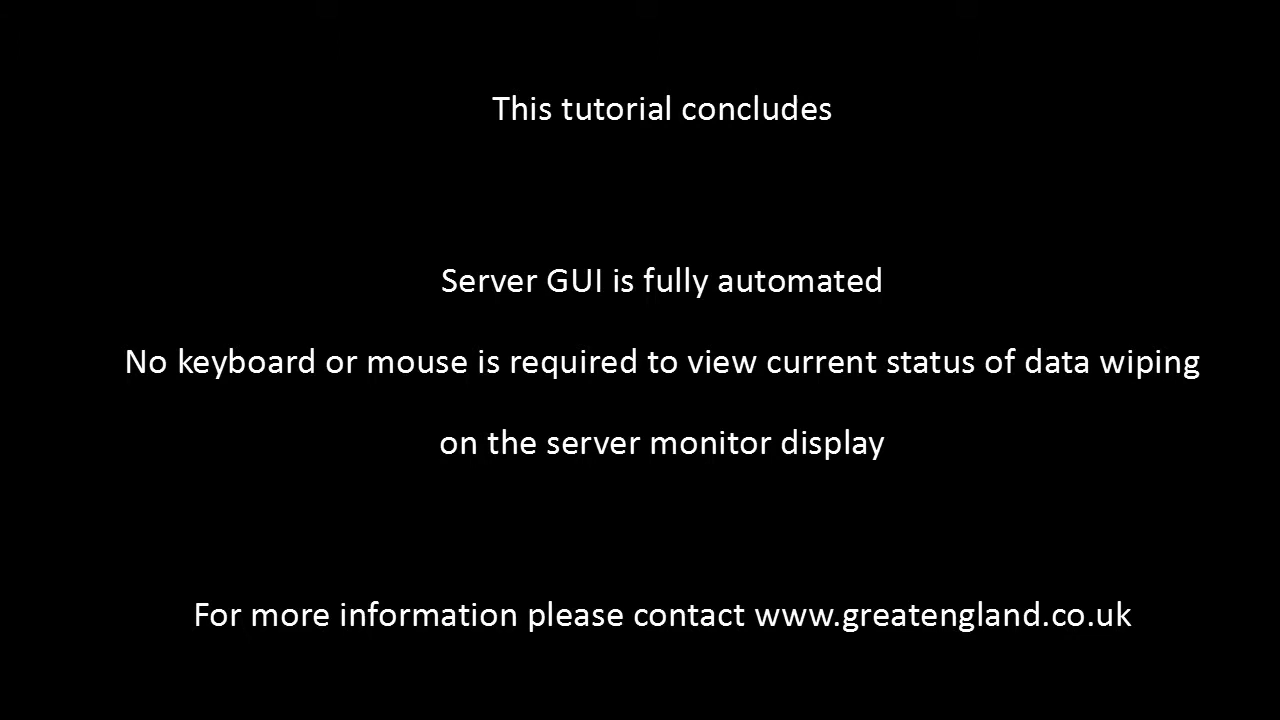 This tutorial concludes
Server GUI is fully automated
No keyboard or mouse is required to view current status of data wiping
on the server monitor display
For more information please contact www.greatengland.co.uk